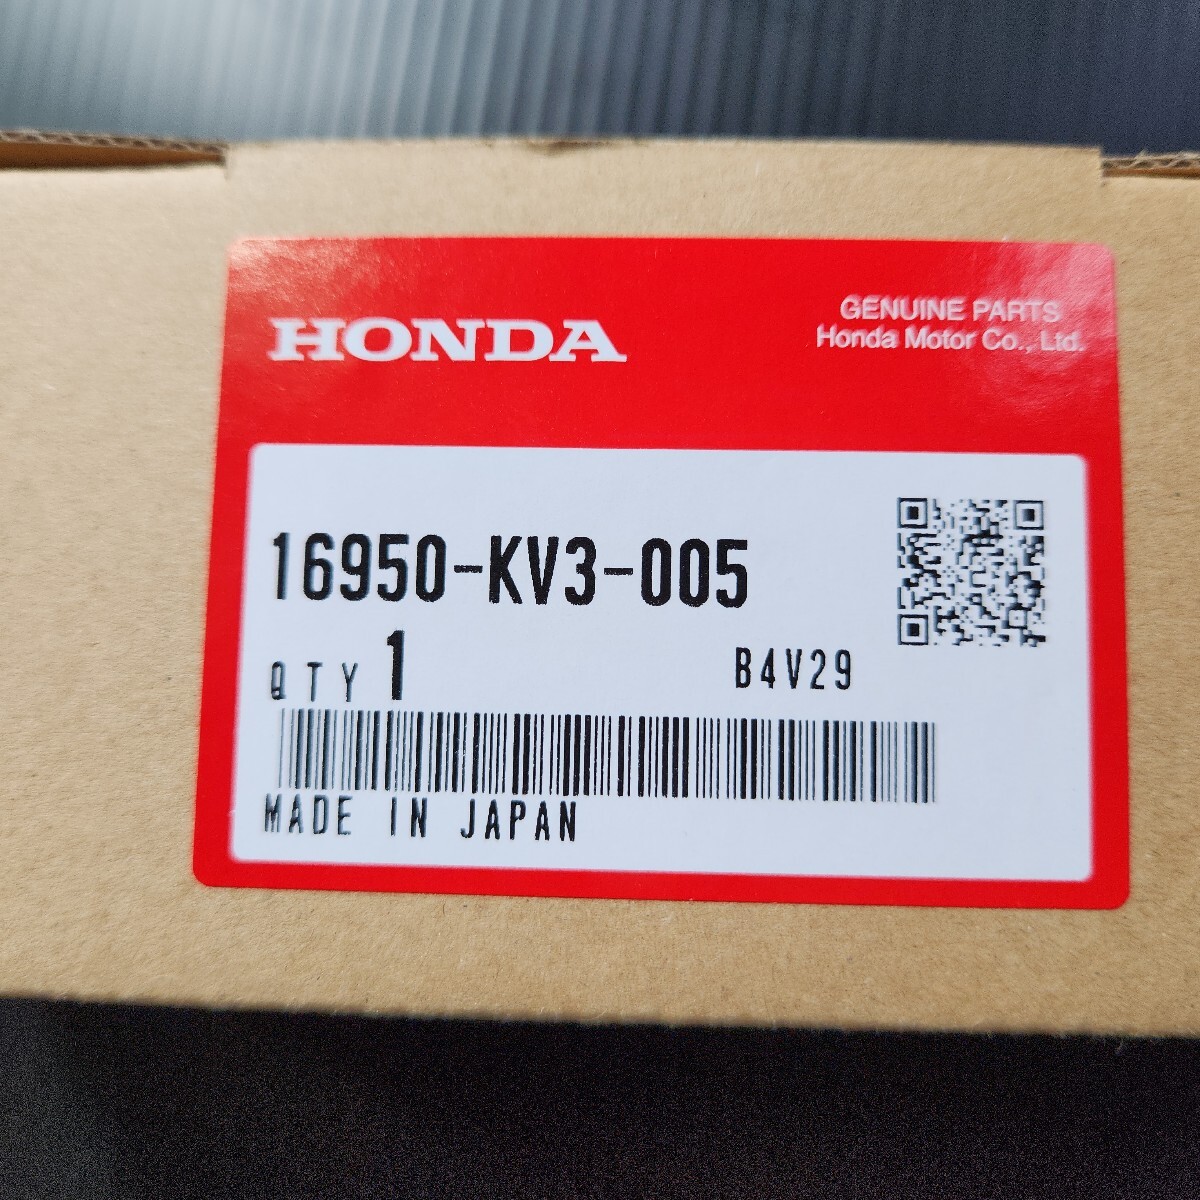 HONDA
GENUINE PARTS
Honda Motor Co., Ltd.
16950-KV3-005
QTY 1
B4V29
MADE IN JAPAN